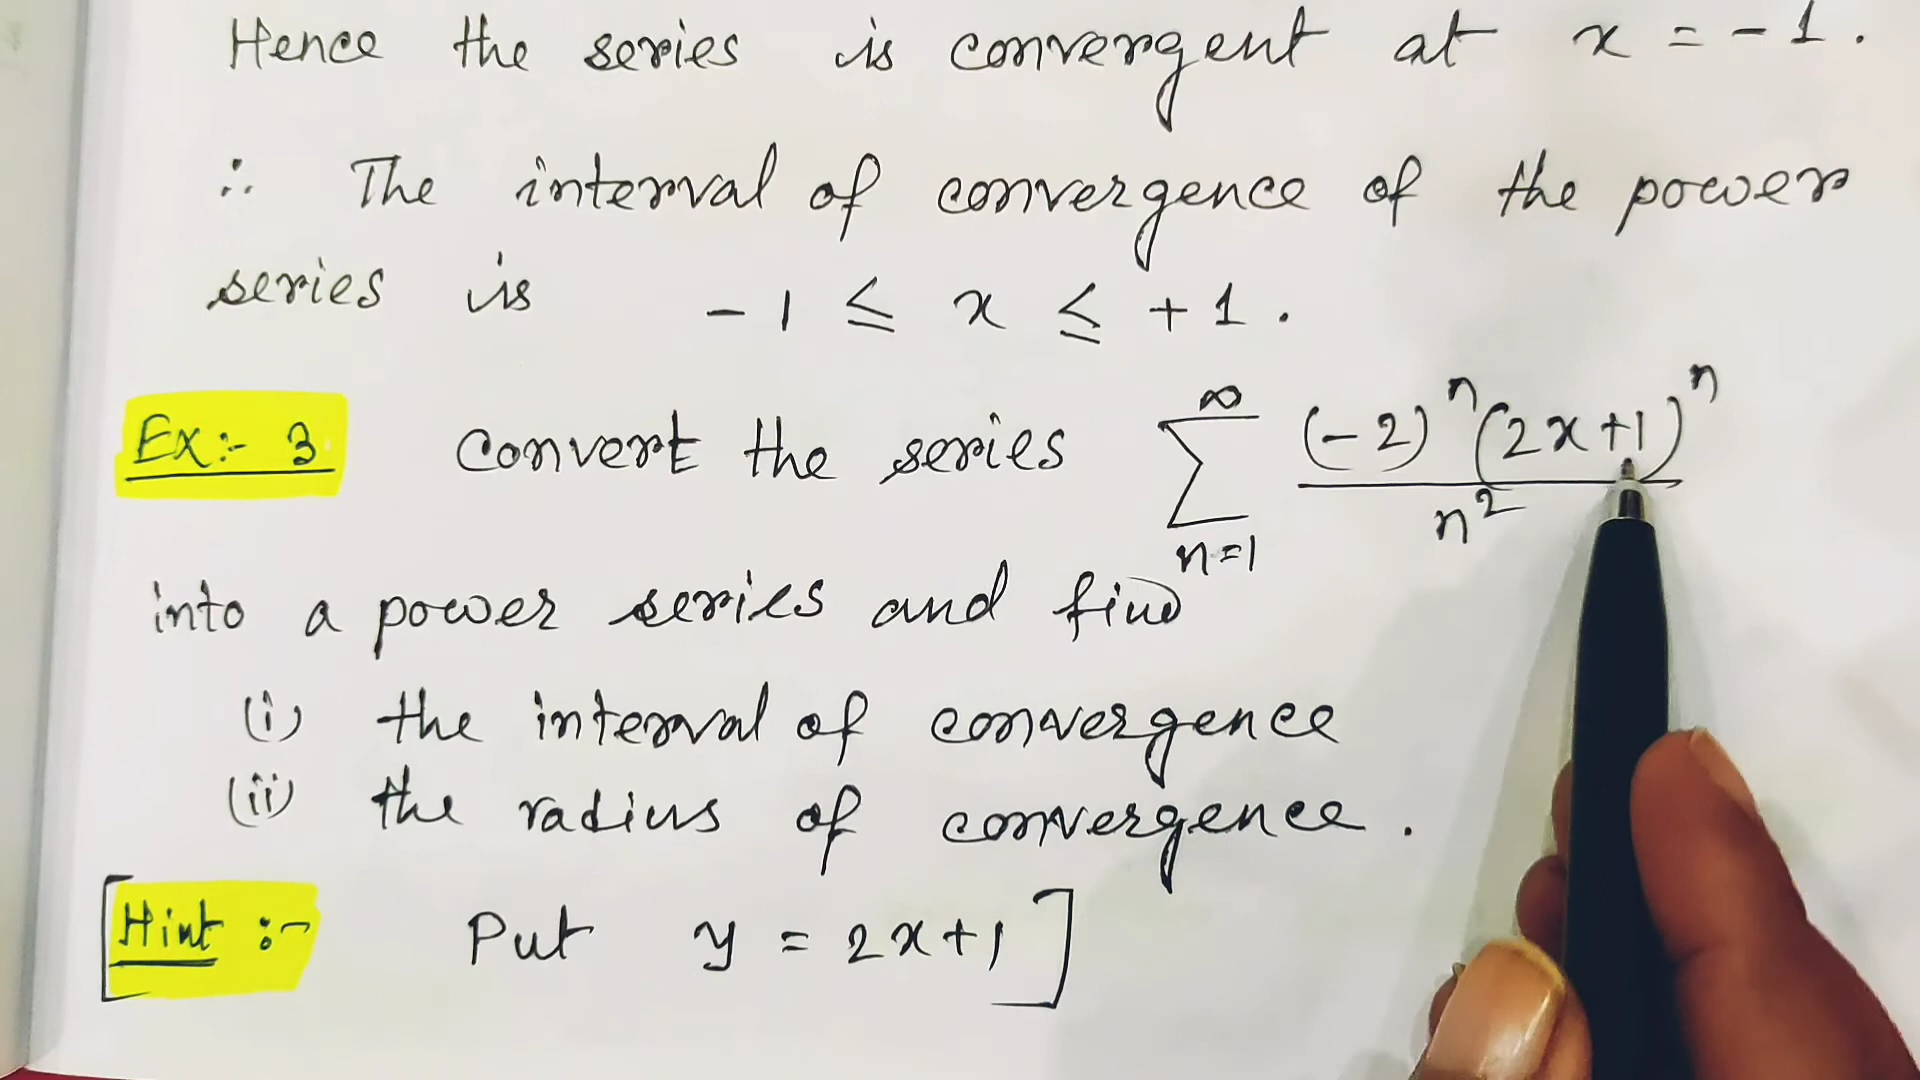 Hence the series is convergent at x = -1.
∴ The interval of convergence of the power
series is -1 ≤ x ≤ +1.
Ex:- 3 Convert the series ∑_{n=1}^{∞} (-2)^n (2x+1)^n / n^2
into a power series and find
(i) the interval of convergence
(ii) the radius of convergence.
[Hint :- Put y = 2x+1]